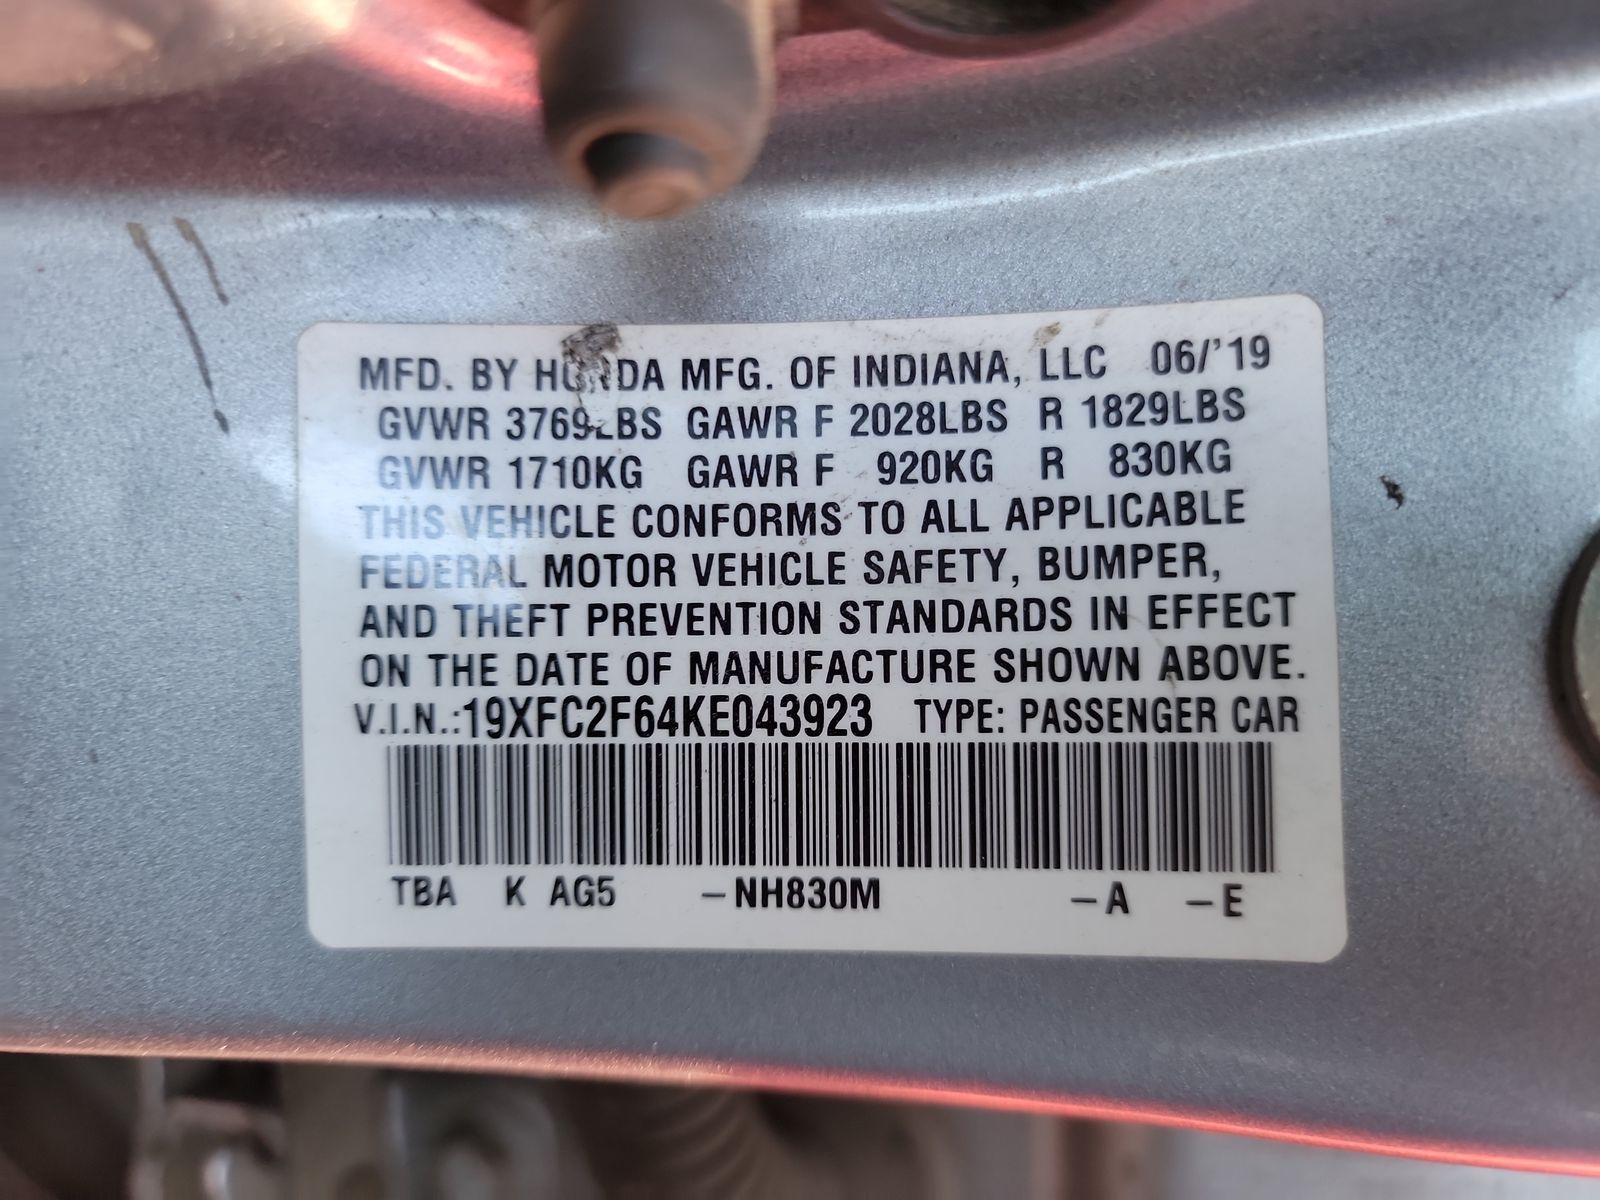 MFD. BY HONDA MFG. OF INDIANA, LLC 06/'19
GVWR 3769LBS GAWR F 2028LBS R 1829LBS
GVWR 1710KG GAWR F 920KG R 830KG
THIS VEHICLE CONFORMS TO ALL APPLICABLE
FEDERAL MOTOR VEHICLE SAFETY, BUMPER,
AND THEFT PREVENTION STANDARDS IN EFFECT
ON THE DATE OF MANUFACTURE SHOWN ABOVE.
V.I.N.:19XFC2F64KE043923 TYPE: PASSENGER CAR
TBA K AG5 –NH830M –A –E